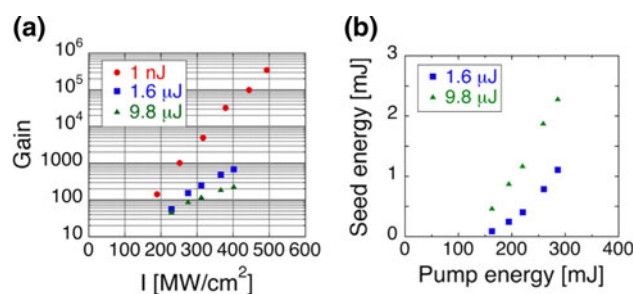 (a)
Gain
10⁶
10⁵
10⁴
1000
100
10
1 nJ
1.6 μJ
9.8 μJ
0 100 200 300 400 500 600
I [MW/cm²]
(b)
Seed energy [mJ]
3
2
1
0
1.6 μJ
9.8 μJ
0 100 200 300 400
Pump energy [mJ]